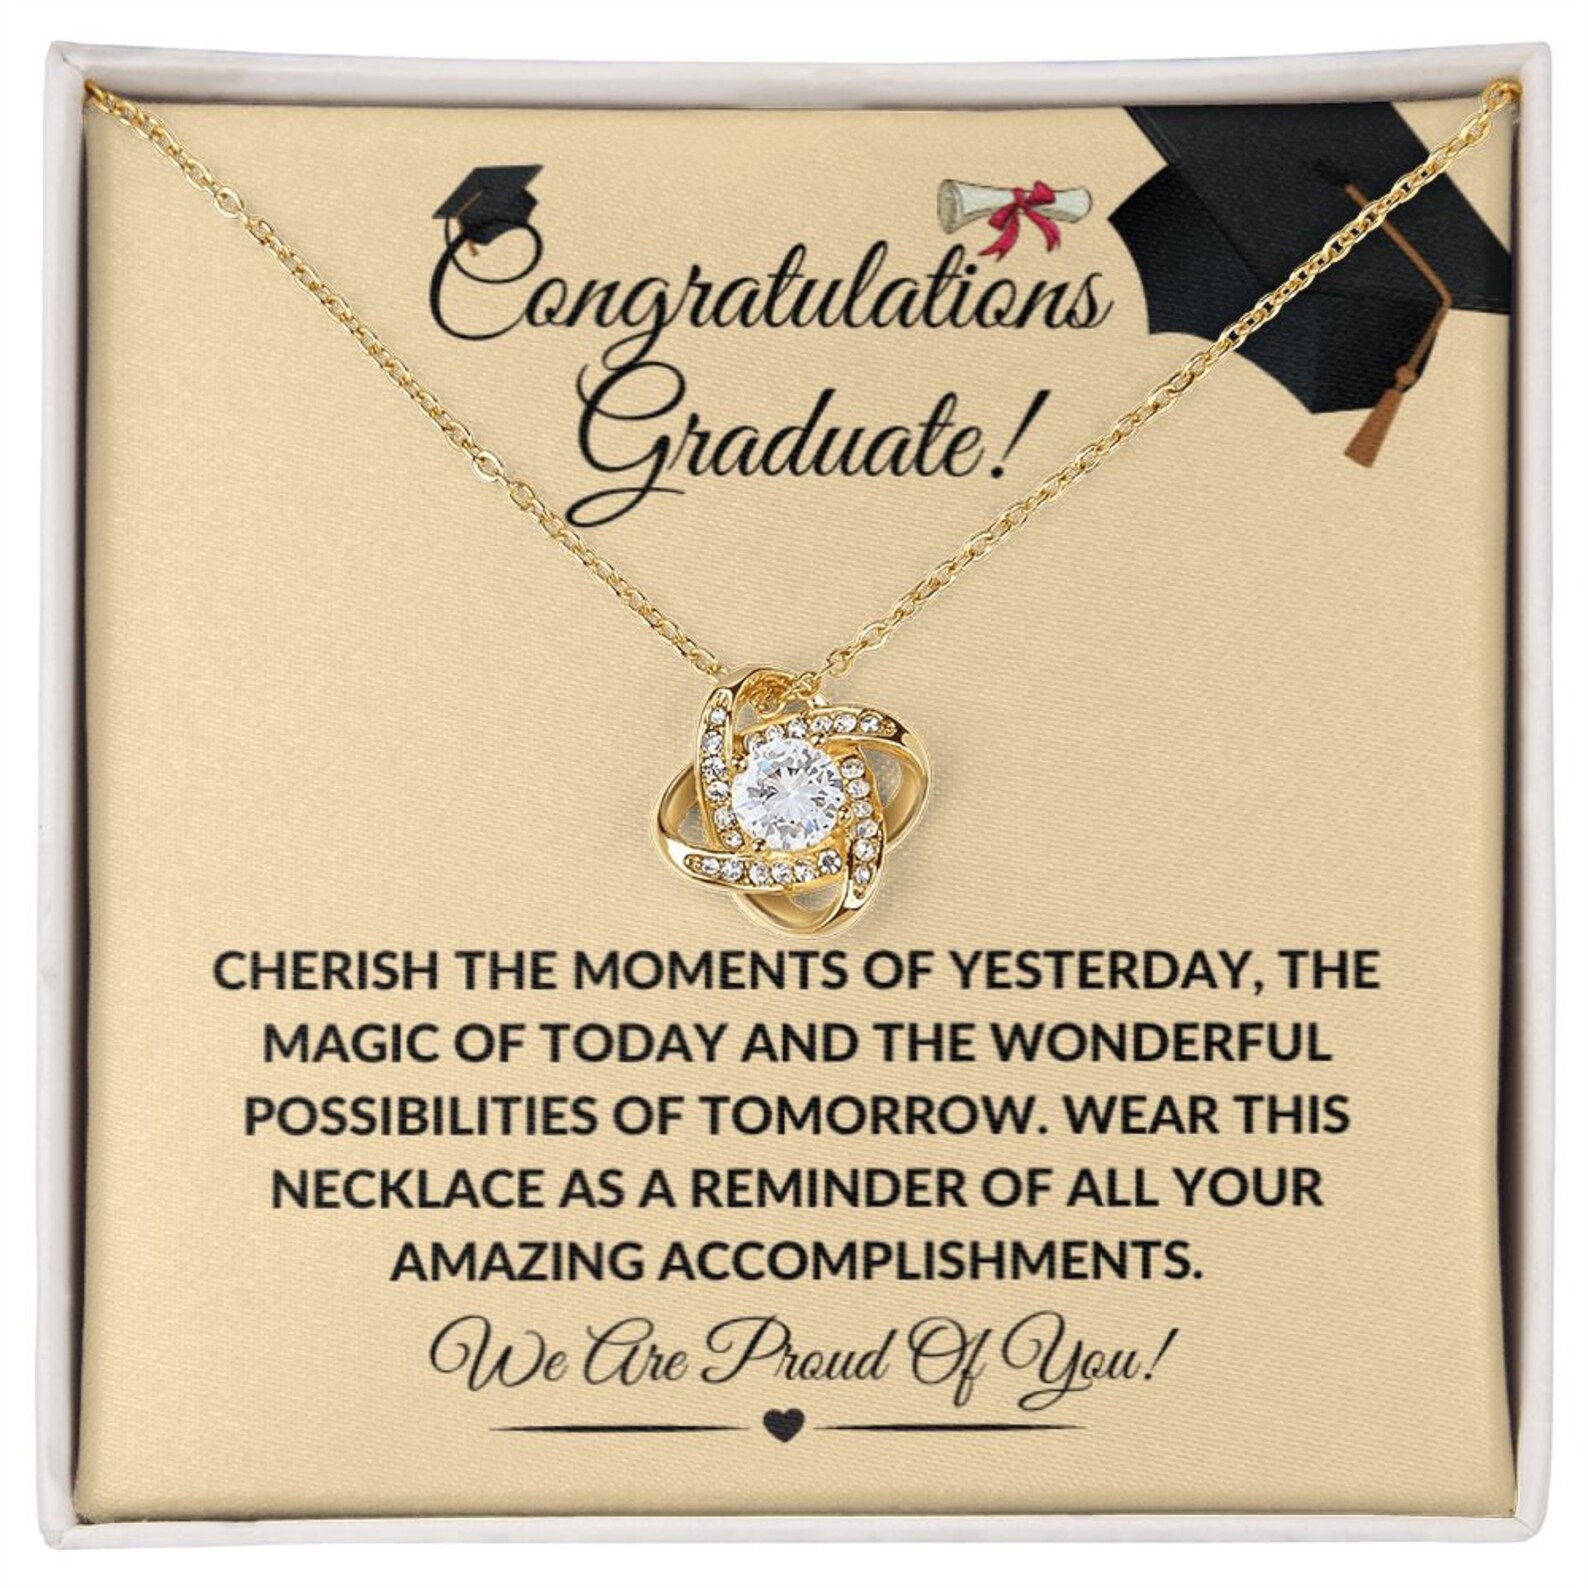 Congratulations
Graduate!
CHERISH THE MOMENTS OF YESTERDAY, THE
MAGIC OF TODAY AND THE WONDERFUL
POSSIBILITIES OF TOMORROW. WEAR THIS
NECKLACE AS A REMINDER OF ALL YOUR
AMAZING ACCOMPLISHMENTS.
We Are Proud Of You!